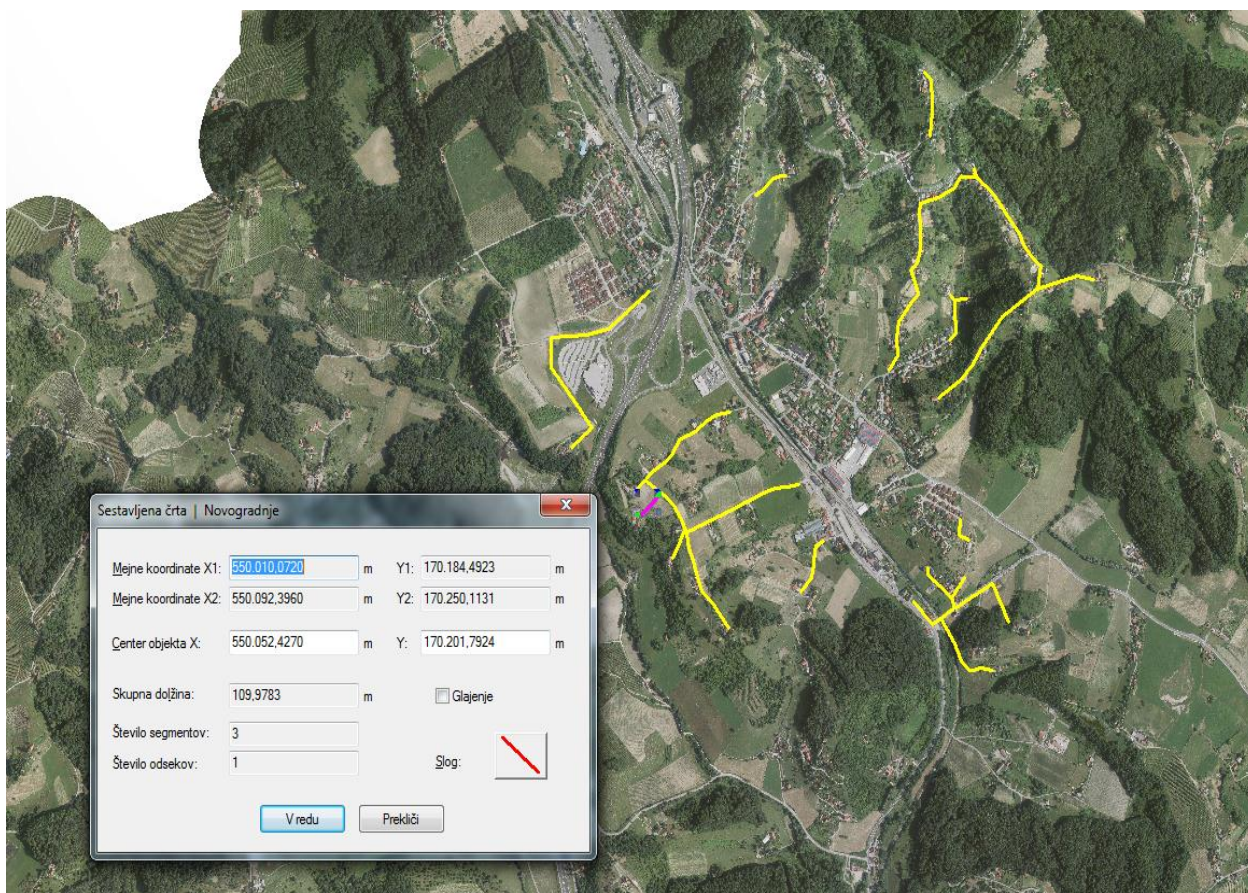 Sestavljena črta | Novogradnje
x
Mejne koordinate X1: 550.010,0720 m Y1: 170.184,4923 m
Mejne koordinate X2: 550.092,3960 m Y2: 170.250,1131 m
Center objekta X: 550.052,4270 m Y: 170.201,7924 m
Skupna dolžina: 109,9783 m Glajenje
Število segmentov: 3
Število odsekov: 1 Slog:
V redu Prekliči